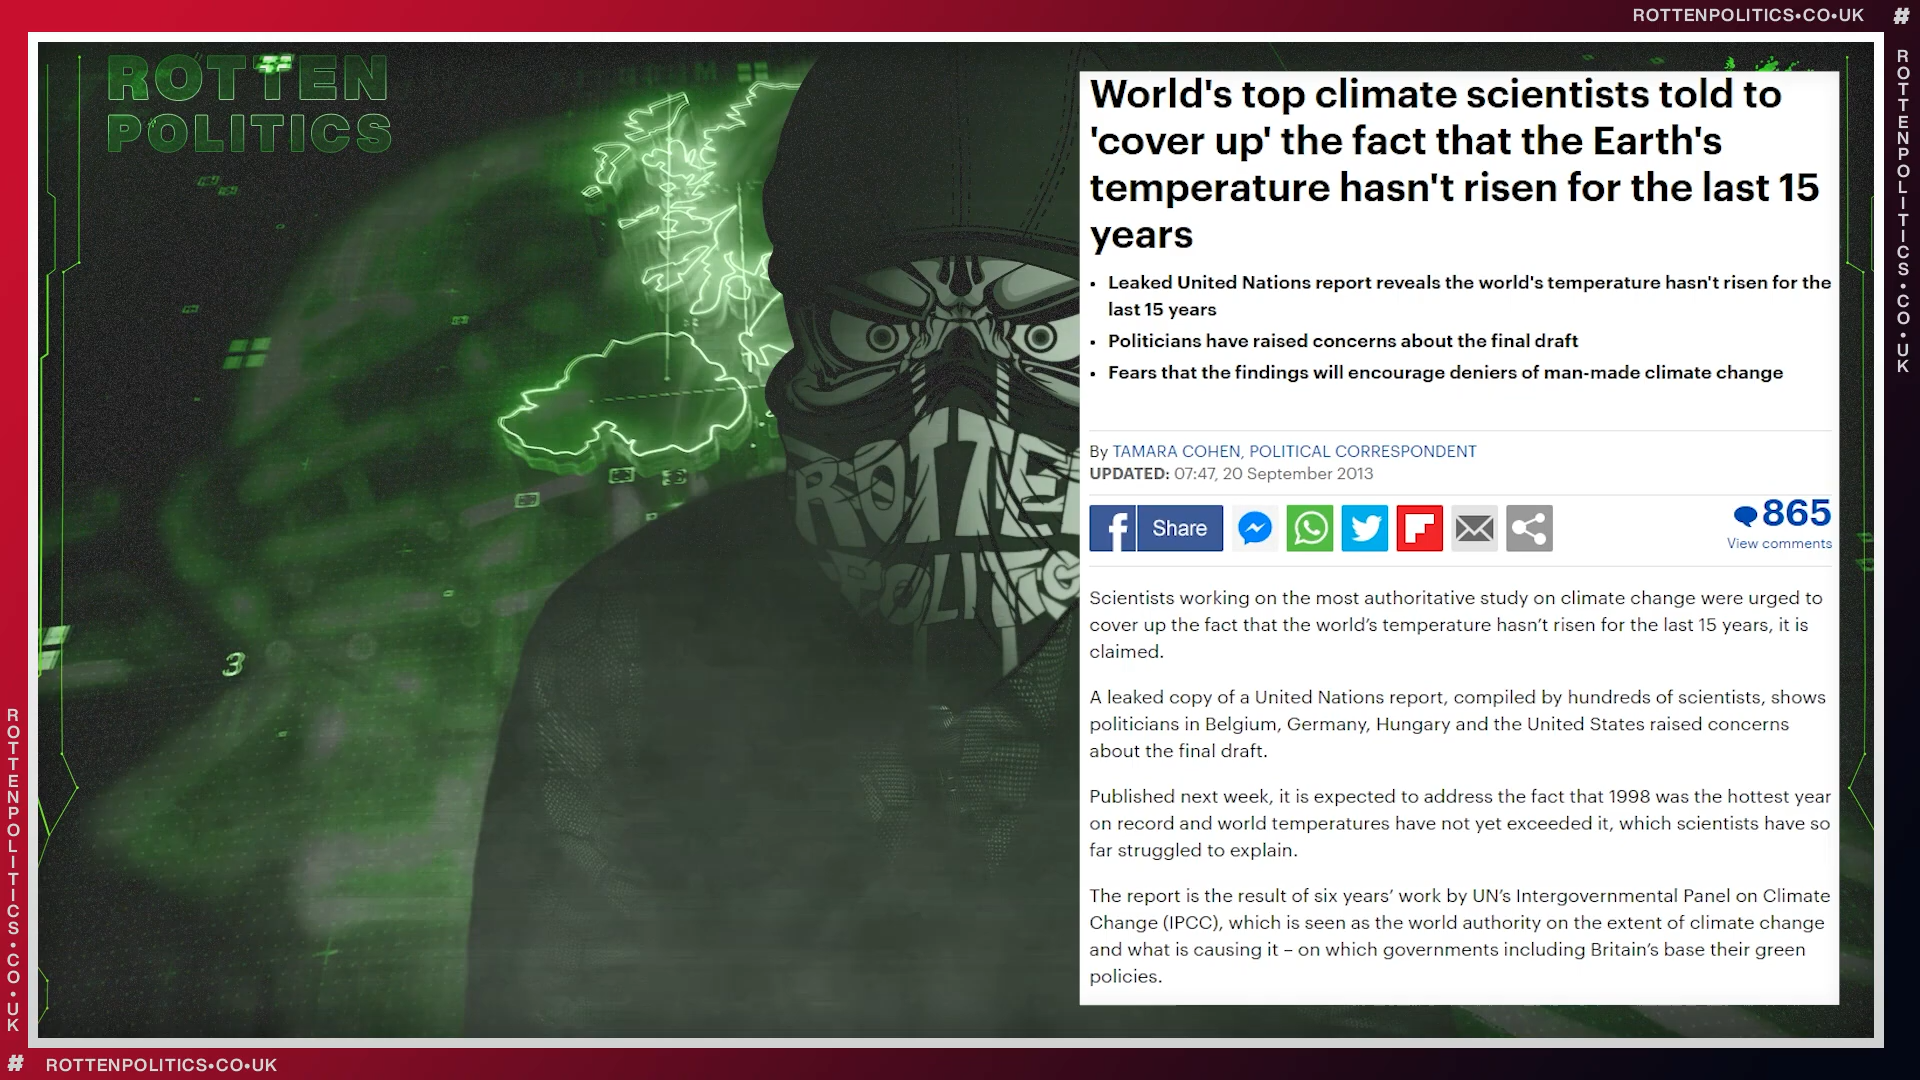 ROTTENPOLITICS•CO•UK #
ROTTENPOLITICS•CO•UK
ROTTEN
POLITICS
World's top climate scientists told to
'cover up' the fact that the Earth's
temperature hasn't risen for the last 15
years
• Leaked United Nations report reveals the world's temperature hasn't risen for the
last 15 years
• Politicians have raised concerns about the final draft
• Fears that the findings will encourage deniers of man-made climate change
By TAMARA COHEN, POLITICAL CORRESPONDENT
UPDATED: 07:47, 20 September 2013
f Share
865
View comments
Scientists working on the most authoritative study on climate change were urged to
cover up the fact that the world's temperature hasn't risen for the last 15 years, it is
claimed.
A leaked copy of a United Nations report, compiled by hundreds of scientists, shows
politicians in Belgium, Germany, Hungary and the United States raised concerns
about the final draft.
Published next week, it is expected to address the fact that 1998 was the hottest year
on record and world temperatures have not yet exceeded it, which scientists have so
far struggled to explain.
The report is the result of six years' work by UN's Intergovernmental Panel on Climate
Change (IPCC), which is seen as the world authority on the extent of climate change
and what is causing it – on which governments including Britain's base their green
policies.
ROTTE
POLITIC
3
ROTTENPOLITICS•CO•UK
# ROTTENPOLITICS•CO•UK